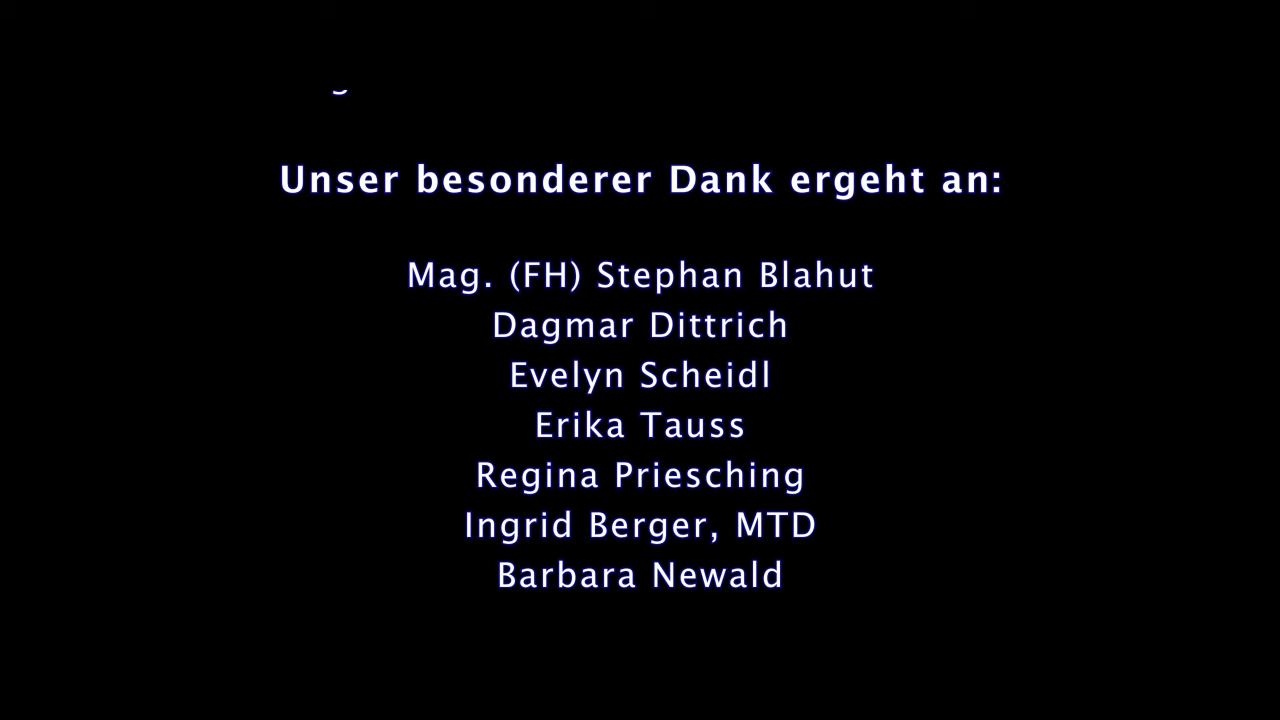 Unser besonderer Dank ergeht an:
Mag. (FH) Stephan Blahut
Dagmar Dittrich
Evelyn Scheidl
Erika Tauss
Regina Priesching
Ingrid Berger, MTD
Barbara Newald